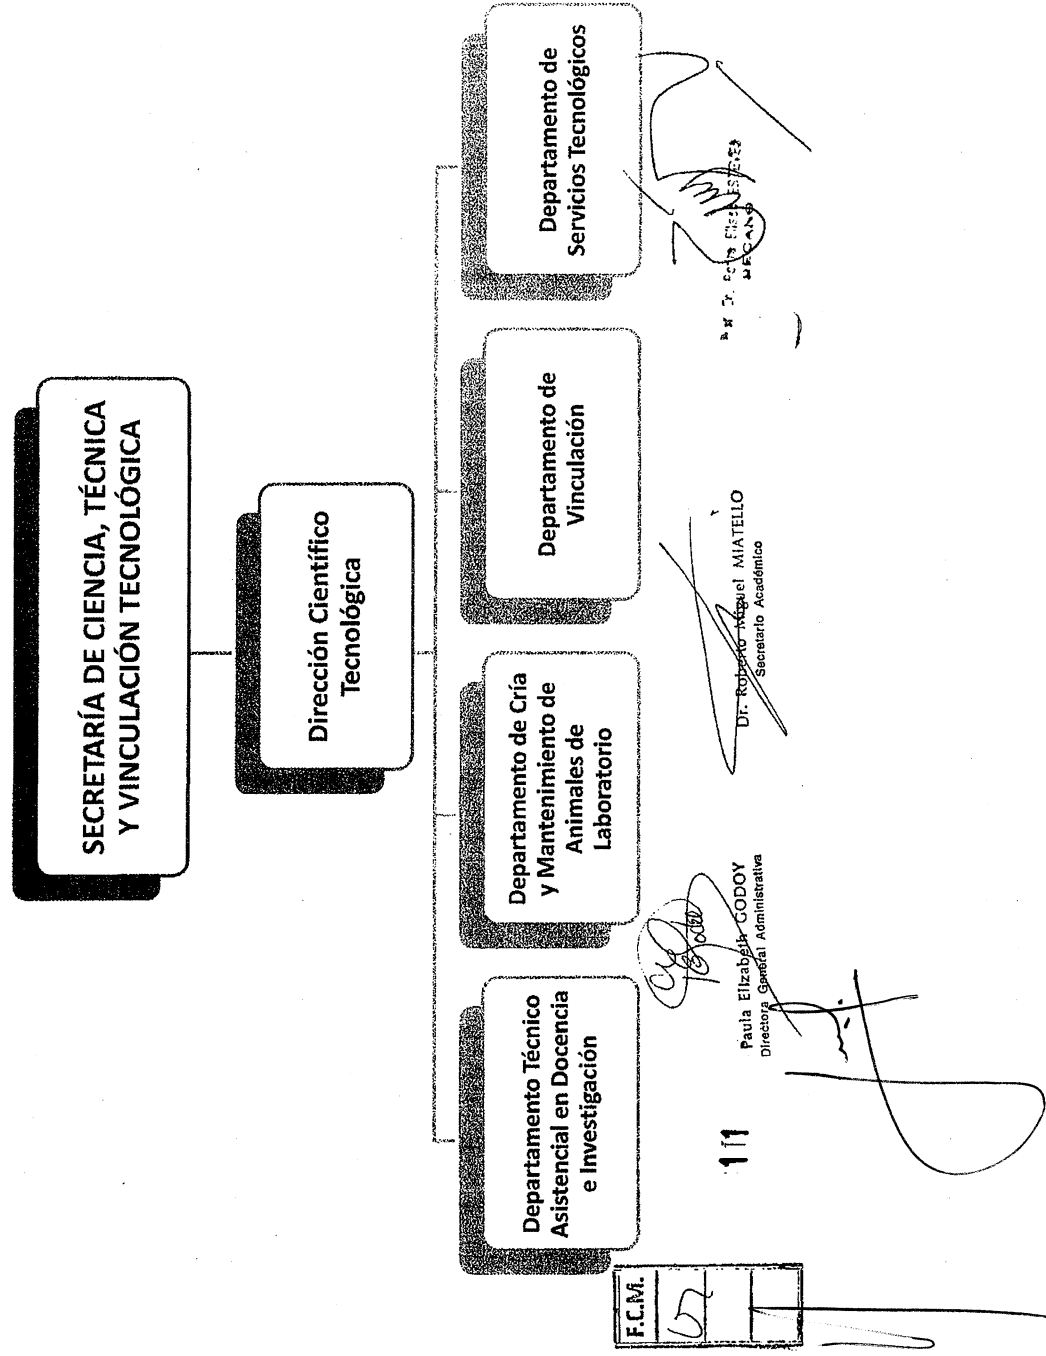 SECRETARÍA DE CIENCIA, TÉCNICA
Y VINCULACIÓN TECNOLÓGICA
Dirección Científico
Tecnológica
Departamento Técnico
Asistencial en Docencia
e Investigación
Departamento de Cría
y Mantenimiento de
Animales de
Laboratorio
Departamento de
Vinculación
Departamento de
Servicios Tecnológicos
F.C.M.
111
Paula Elizabeth GODOY
Directora General Administrativa
Dr. Roberto Miguel MIATELLO
Secretario Académico
DECANO